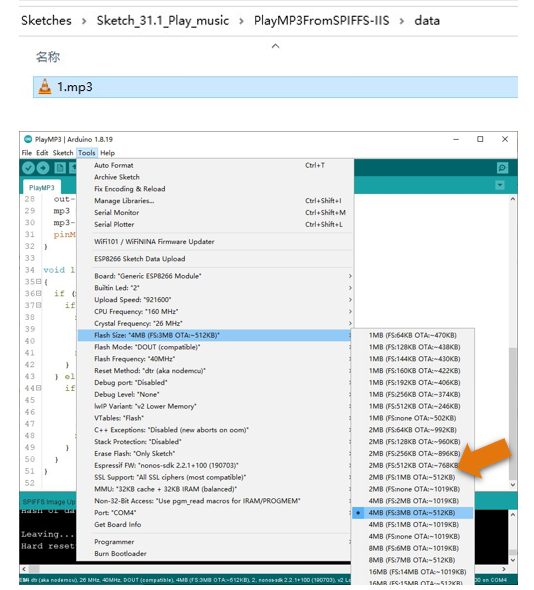 Sketches > Sketch_31.1_Play_music > PlayMP3FromSPIFFS-IIS > data
名称
1.mp3
PlayMP3 | Arduino 1.8.19
File Edit Sketch Tools Help
Auto Format Ctrl+T
Archive Sketch
Fix Encoding & Reload
Manage Libraries... Ctrl+Shift+I
Serial Monitor Ctrl+Shift+M
Serial Plotter Ctrl+Shift+L
WiFi101 / WiFiNINA Firmware Updater
ESP8266 Sketch Data Upload
Board: "Generic ESP8266 Module"
Builtin Led: "2"
Upload Speed: "921600"
CPU Frequency: "160 MHz"
Crystal Frequency: "26 MHz"
Flash Size: "4MB (FS:3MB OTA:~512KB)"
Flash Mode: "DOUT (compatible)"
Flash Frequency: "40MHz"
Reset Method: "dtr (aka nodemcu)"
Debug port: "Disabled"
Debug Level: "None"
lwIP Variant: "v2 Lower Memory"
VTables: "Flash"
C++ Exceptions: "Disabled (new aborts on oom)"
Stack Protection: "Disabled"
Erase Flash: "Only Sketch"
Espressif FW: "nonos-sdk 2.2.1+100 (190703)"
SSL Support: "All SSL ciphers (most compatible)"
MMU: "32KB cache + 32KB IRAM (balanced)"
Non-32-Bit Access: "Use pgm_read macros for IRAM/PROGMEM"
Port: "COM4"
Get Board Info
Programmer
Burn Bootloader
1MB (FS:64KB OTA:~470KB)
1MB (FS:128KB OTA:~438KB)
1MB (FS:144KB OTA:~430KB)
1MB (FS:160KB OTA:~422KB)
1MB (FS:192KB OTA:~406KB)
1MB (FS:256KB OTA:~374KB)
1MB (FS:512KB OTA:~246KB)
1MB (FS:none OTA:~502KB)
2MB (FS:64KB OTA:~992KB)
2MB (FS:128KB OTA:~960KB)
2MB (FS:256KB OTA:~896KB)
2MB (FS:512KB OTA:~768KB)
2MB (FS:1MB OTA:~512KB)
2MB (FS:none OTA:~1019KB)
4MB (FS:3MB OTA:~512KB)
4MB (FS:2MB OTA:~1019KB)
4MB (FS:1MB OTA:~1019KB)
4MB (FS:none OTA:~1019KB)
8MB (FS:6MB OTA:~1019KB)
8MB (FS:7MB OTA:~512KB)
16MB (FS:14MB OTA:~1019KB)
16MB (FS:15MB OTA:~512KB)
PlayMP3
28 out-
29 mp3
30 mp3-
31 pinM
32 }
33
34 void l
35 {
36 if (
37 if
38
39
40
41
42 }
43 } el
44 if
45
46
47
48
49 }
50 }
51 }
52
SPIFFS Image Up
Hash of da
Leaving...
Hard reset
dtr (aka nodemcu), 26 MHz, 40MHz, DOUT (compatible), 4MB (FS:3MB OTA:~512KB), 2, nonos-sdk 2.2.1+100 (190703), v2 Lo
00 on COM4